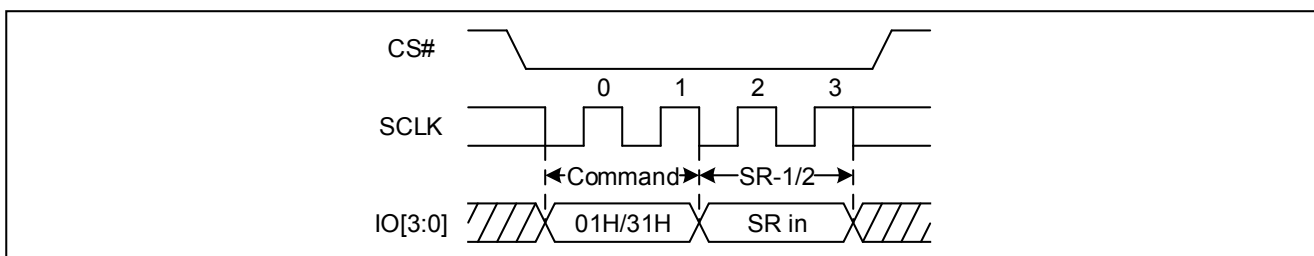 CS#
0 1 2 3
SCLK
Command SR-1/2
IO[3:0] 01H/31H SR in